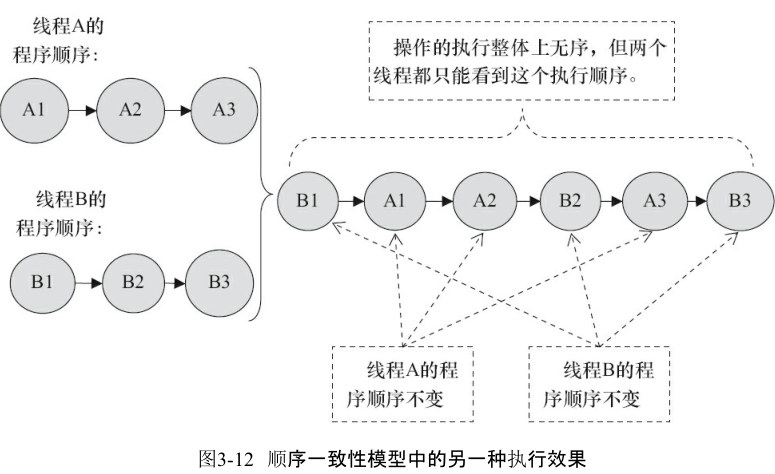 线程A的
程序顺序：
A1
A2
A3
线程B的
程序顺序：
B1
B2
B3
操作的执行整体上无序，但两个
线程都只能看到这个执行顺序。
B1
A1
A2
B2
A3
B3
线程A的程
序顺序不变
线程B的程
序顺序不变
图3-12 顺序一致性模型中的另一种执行效果